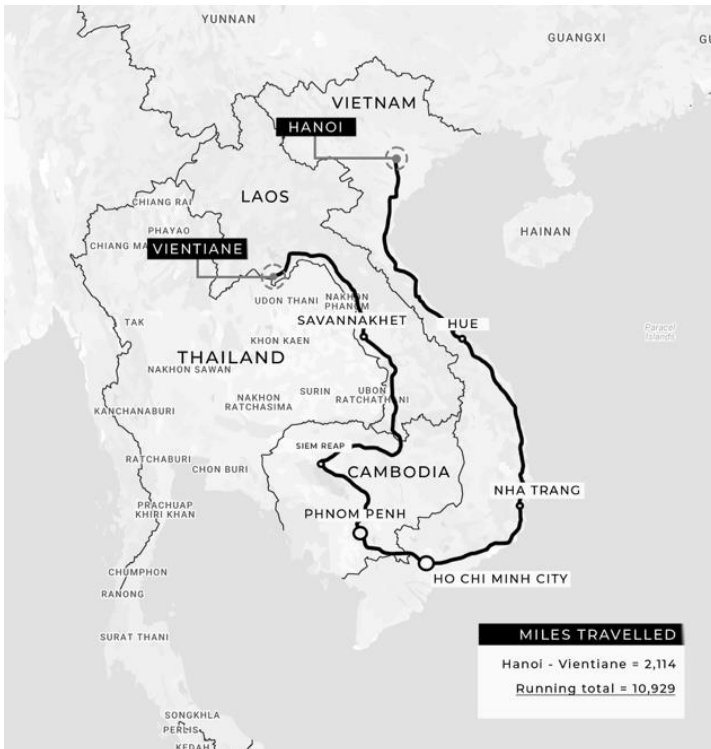 YUNNAN
GUANGXI
VIETNAM
HANOI
LAOS
CHIANG RAI
HAINAN
PHAYAO
CHIANG MA
VIENTIANE
UDON THANI
NAKHON
PHANOM
SAVANNAKHET
HUE
TAK
Paracel
Islands
KHON KAEN
THAILAND
NAKHON SAWAN
SURIN
UBON
RATCHATHANI
NAKHON
RATCHASIMA
KANCHANABURI
SIEM REAP
RATCHABURI
CHON BURI
CAMBODIA
NHA TRANG
PRACHUAP
KHIRI KHAN
PHNOM PENH
CHUMPHON
HO CHI MINH CITY
RANONG
SURAT THANI
MILES TRAVELLED
Hanoi - Vientiane = 2,114
Running total = 10,929
SONGKHLA
PERLIS
KEDAH